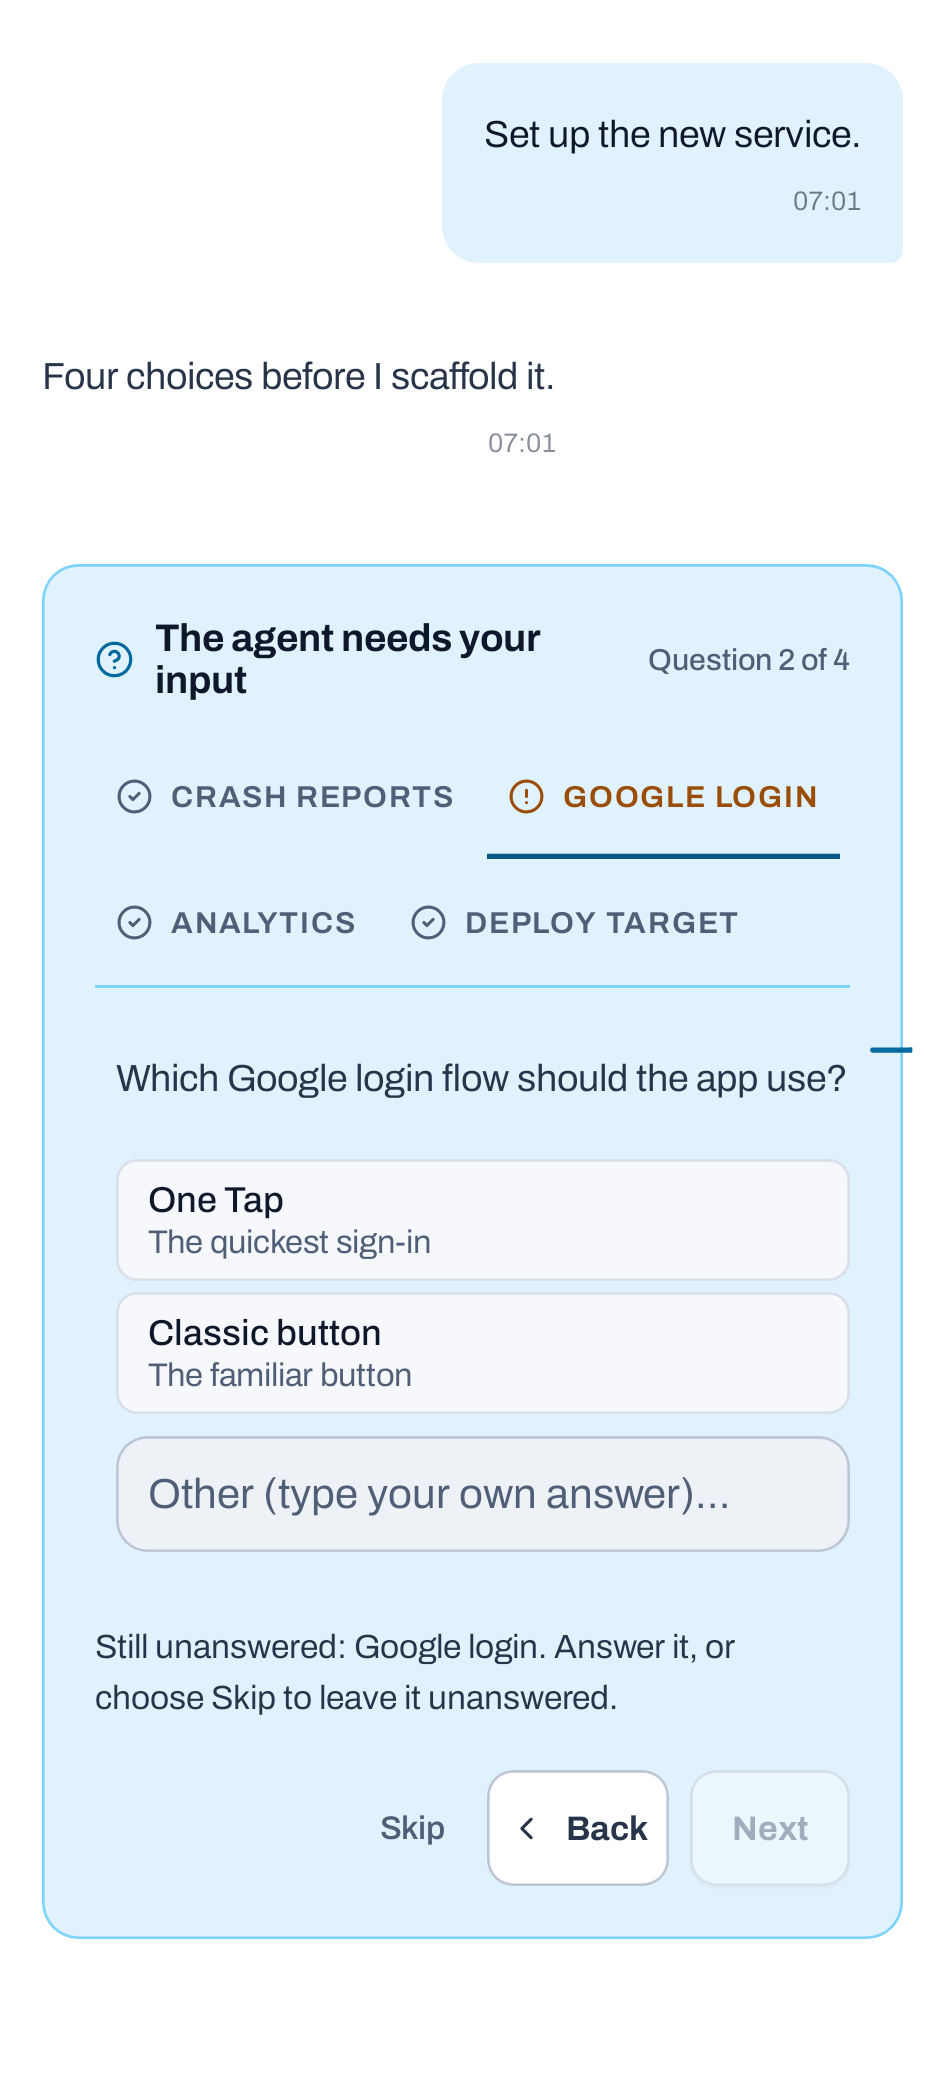 Set up the new service.
07:01
Four choices before I scaffold it.
07:01
The agent needs your
input
Question 2 of 4
CRASH REPORTS
GOOGLE LOGIN
ANALYTICS
DEPLOY TARGET
Which Google login flow should the app use?
One Tap
The quickest sign-in
Classic button
The familiar button
Other (type your own answer)...
Still unanswered: Google login. Answer it, or
choose Skip to leave it unanswered.
Skip
Back
Next